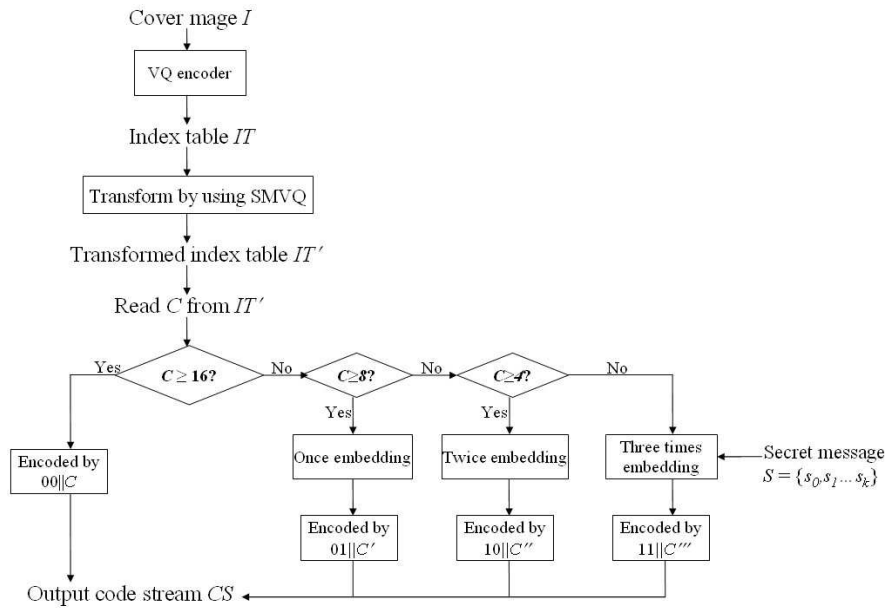 Cover mage I
VQ encoder
Index table IT
Transform by using SMVQ
Transformed index table IT′
Read C from IT′
Yes
C ≥ 16?
No
C≥8?
No
C≥4?
No
Yes
Yes
Encoded by
00||C
Once embedding
Twice embedding
Three times
embedding
Secret message
S = {s0,s1... sk}
Encoded by
01||C′
Encoded by
10||C′′
Encoded by
11||C′′′
Output code stream CS